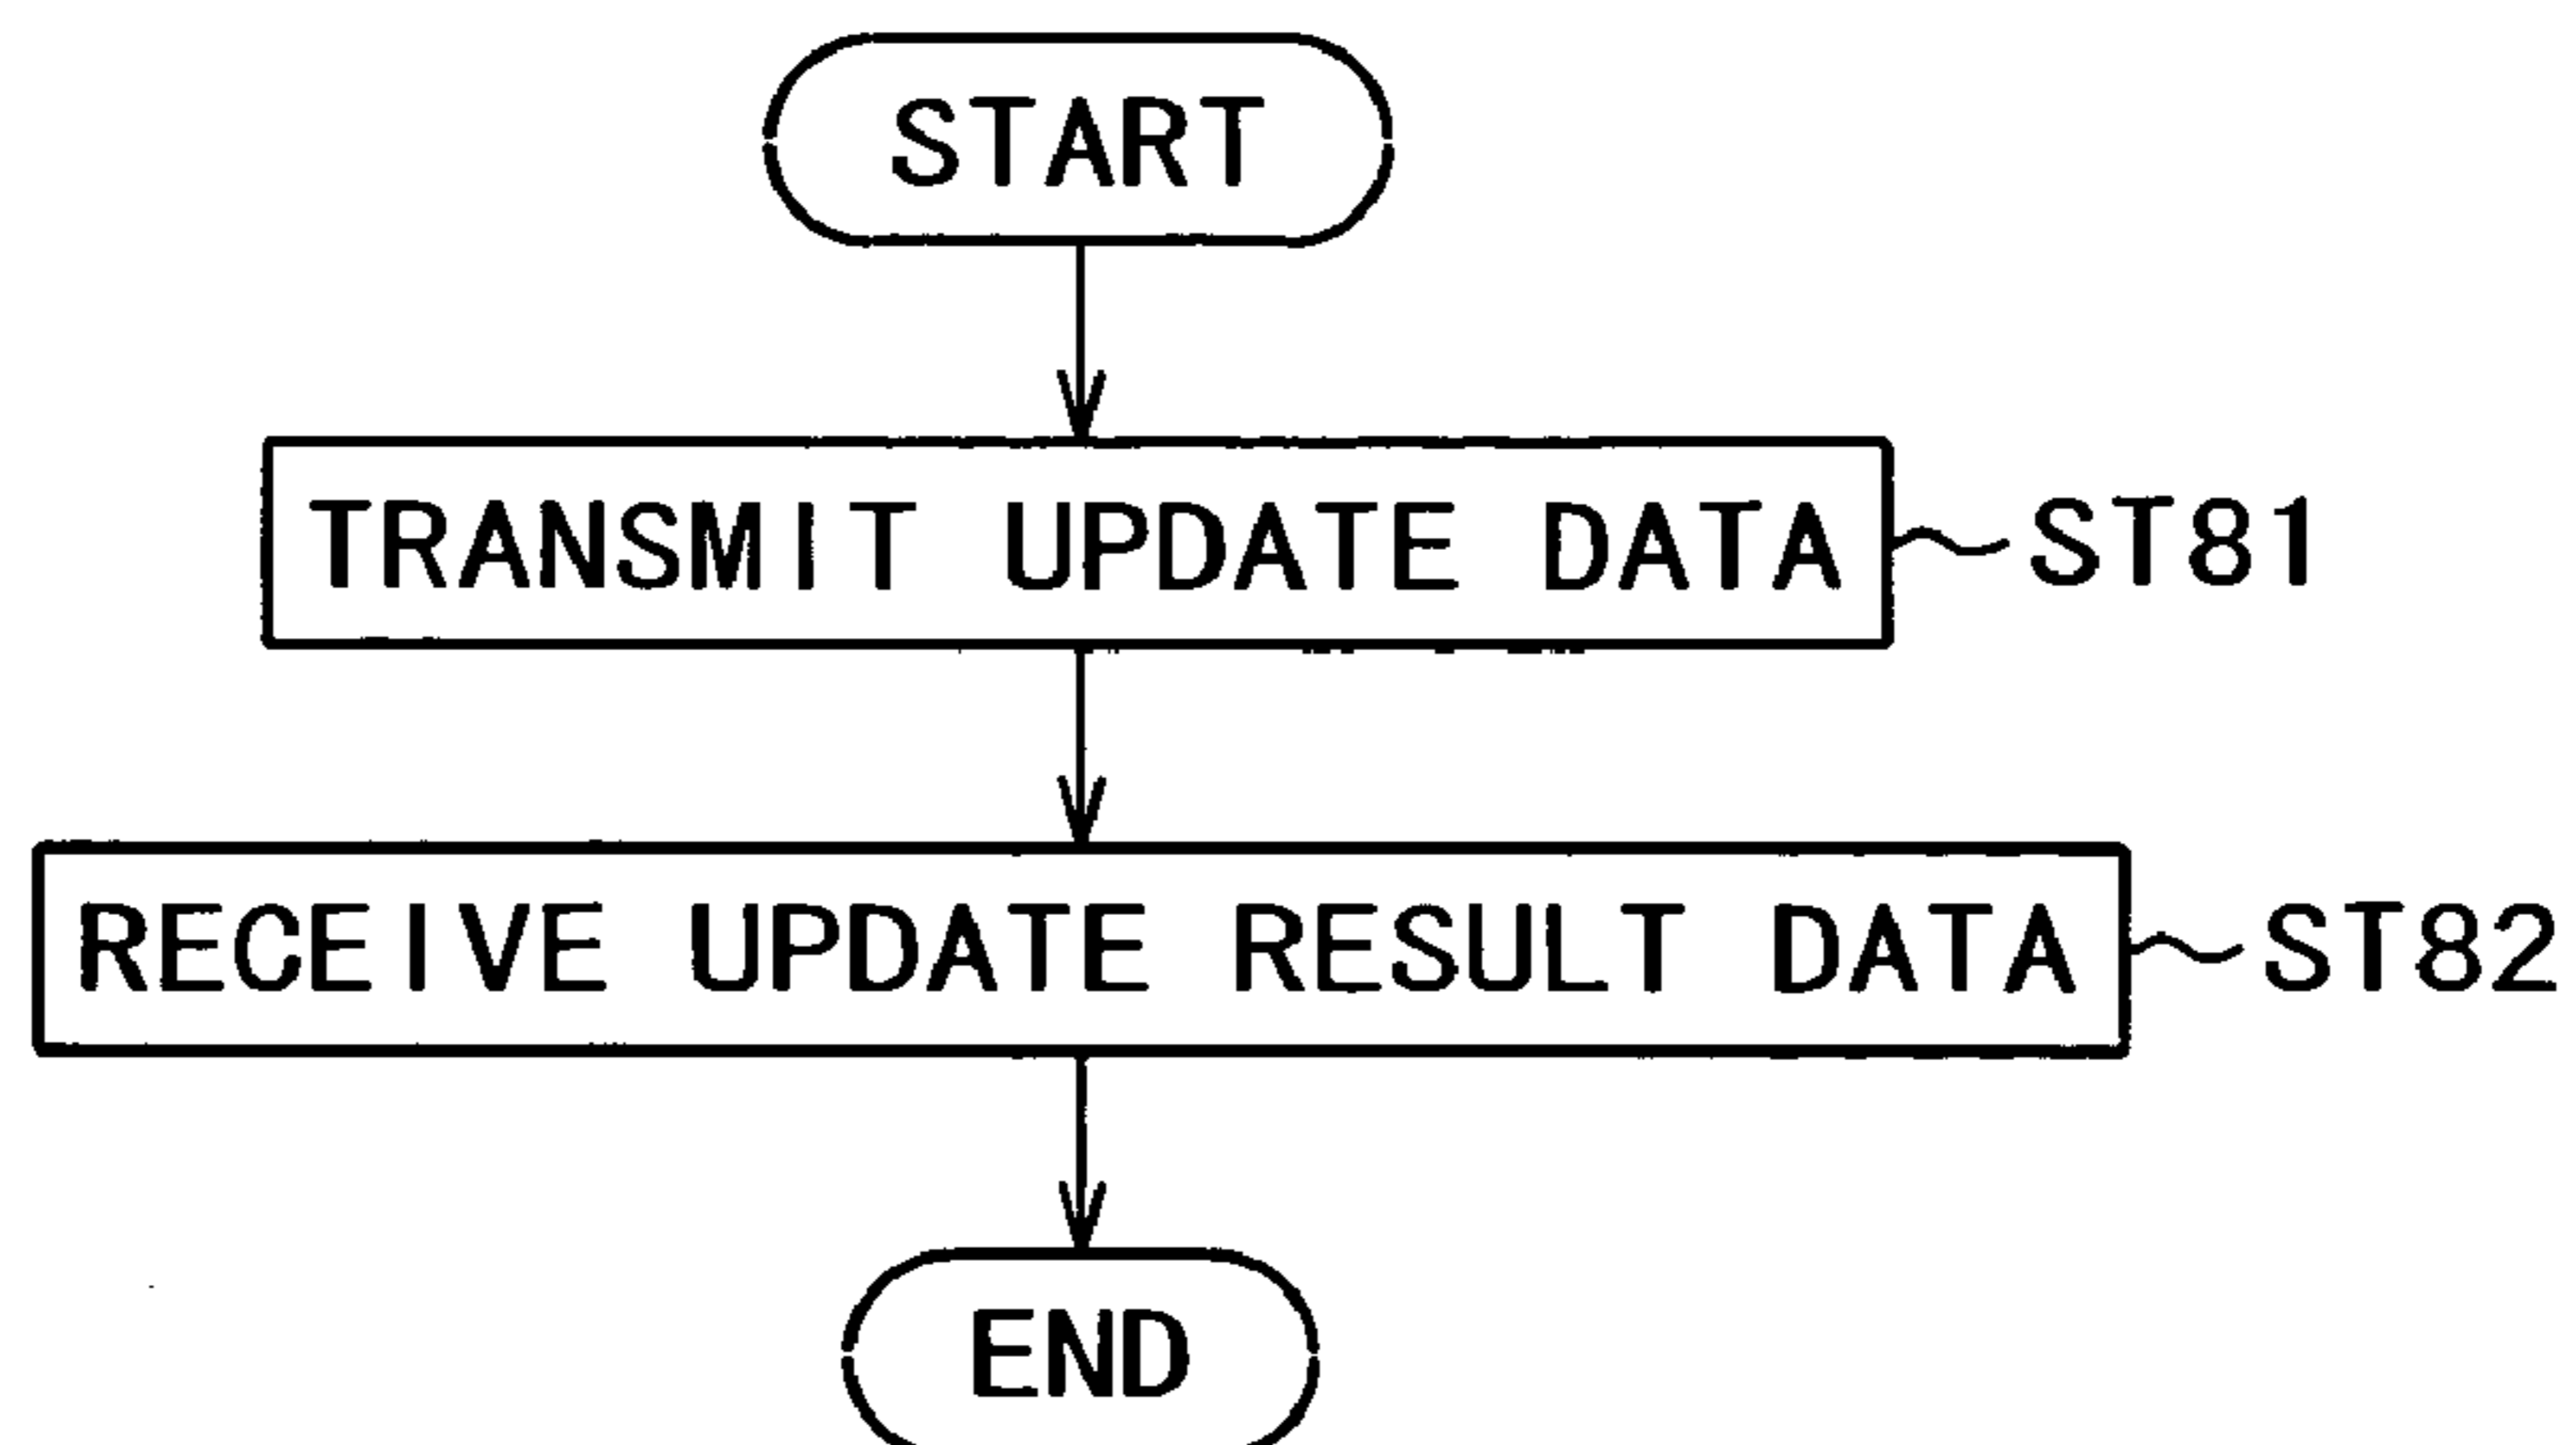 START
TRANSMIT UPDATE DATA ST81
RECEIVE UPDATE RESULT DATA ST82
END